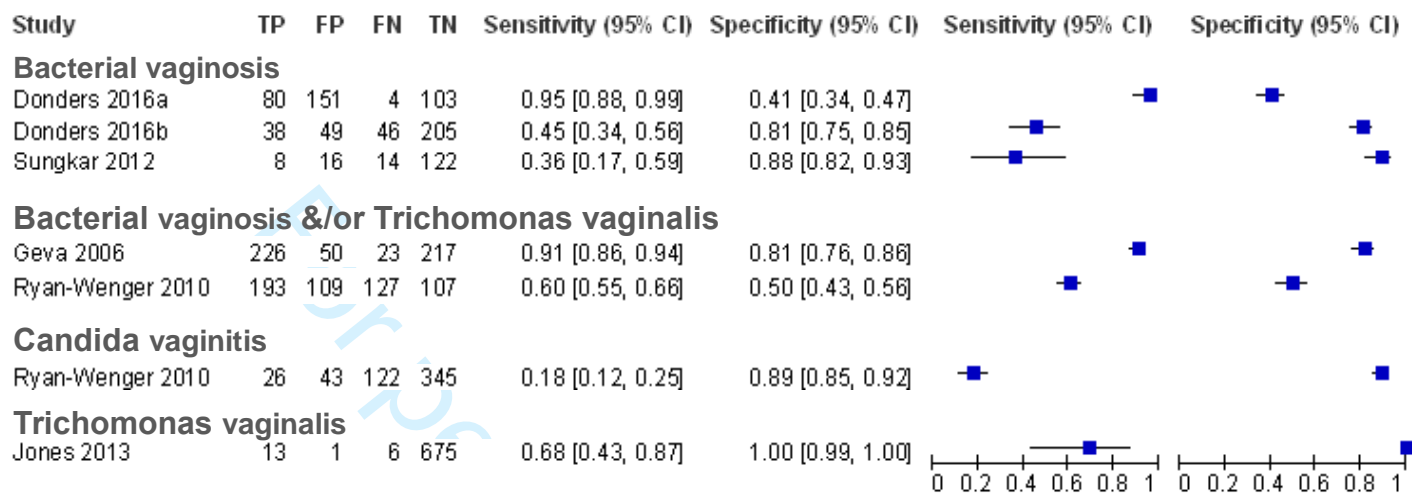 Study TP FP FN TN Sensitivity (95% CI) Specificity (95% CI) Sensitivity (95% CI) Specificity (95% CI)
Bacterial vaginosis
Donders 2016a 80 151 4 103 0.95 [0.88, 0.99] 0.41 [0.34, 0.47]
Donders 2016b 38 49 46 205 0.45 [0.34, 0.56] 0.81 [0.75, 0.85]
Sungkar 2012 8 16 14 122 0.36 [0.17, 0.59] 0.88 [0.82, 0.93]
Bacterial vaginosis &/or Trichomonas vaginalis
Geva 2006 226 50 23 217 0.91 [0.86, 0.94] 0.81 [0.76, 0.86]
Ryan-Wenger 2010 193 109 127 107 0.60 [0.55, 0.66] 0.50 [0.43, 0.56]
Candida vaginitis
Ryan-Wenger 2010 26 43 122 345 0.18 [0.12, 0.25] 0.89 [0.85, 0.92]
Trichomonas vaginalis
Jones 2013 13 1 6 675 0.68 [0.43, 0.87] 1.00 [0.99, 1.00]
0 0.2 0.4 0.6 0.8 1 0 0.2 0.4 0.6 0.8 1